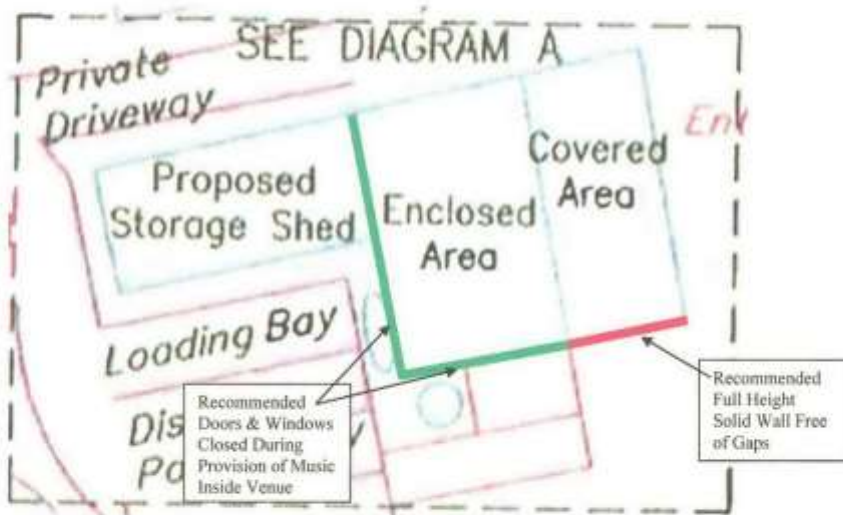 SEE DIAGRAM A
Private
Driveway
Proposed
Storage Shed
Enclosed
Area
Covered
Area
Loading Bay
Recommended
Doors & Windows
Closed During
Provision of Music
Inside Venue
Recommended
Full Height
Solid Wall Free
of Gaps